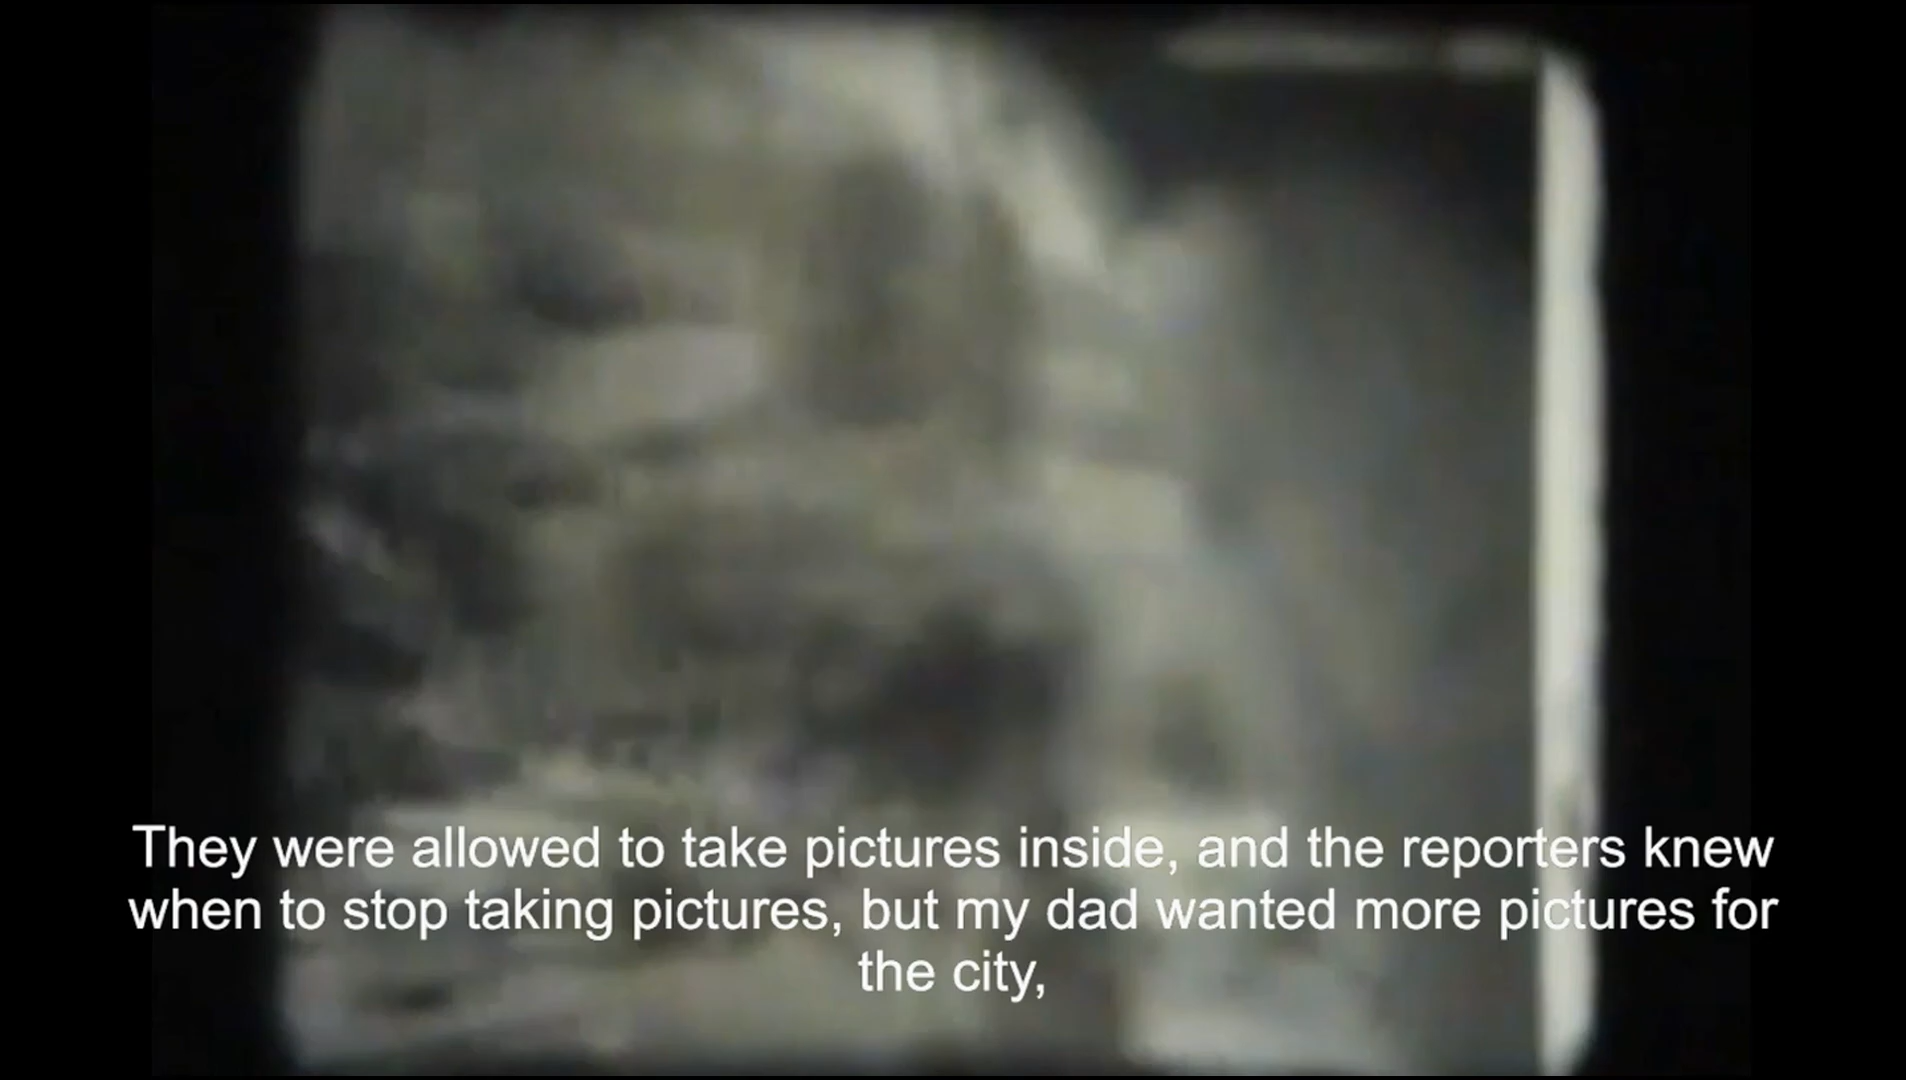 They were allowed to take pictures inside, and the reporters knew
when to stop taking pictures, but my dad wanted more pictures for
the city,